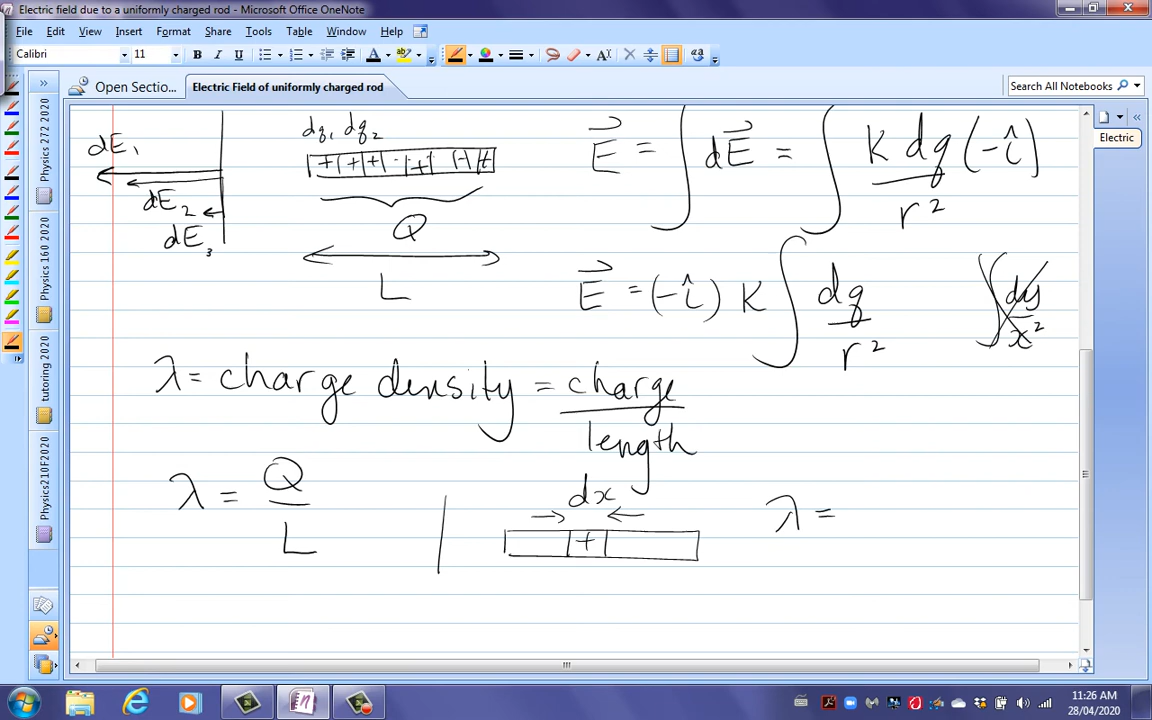 Electric field due to a uniformly charged rod - Microsoft Office OneNote
File Edit View Insert Format Share Tools Table Window Help
Calibri 11 B I U A
Open Sectio... Electric Field of uniformly charged rod Search All Notebooks
Electric
Physics 272 2020
Physics 160 2020
tutoring 2020
Physics210F2020
dE₁
dE₂
dE₃
dq₁ dq₂
+ + + - + + +
Q
L
E⃗ = ∫ dE⃗ = ∫ K dq / r² (-î)
E⃗ = (-î) K ∫ dq / r²
λ = charge density = charge / length
λ = Q / L
dx
+
λ =
11:26 AM
28/04/2020